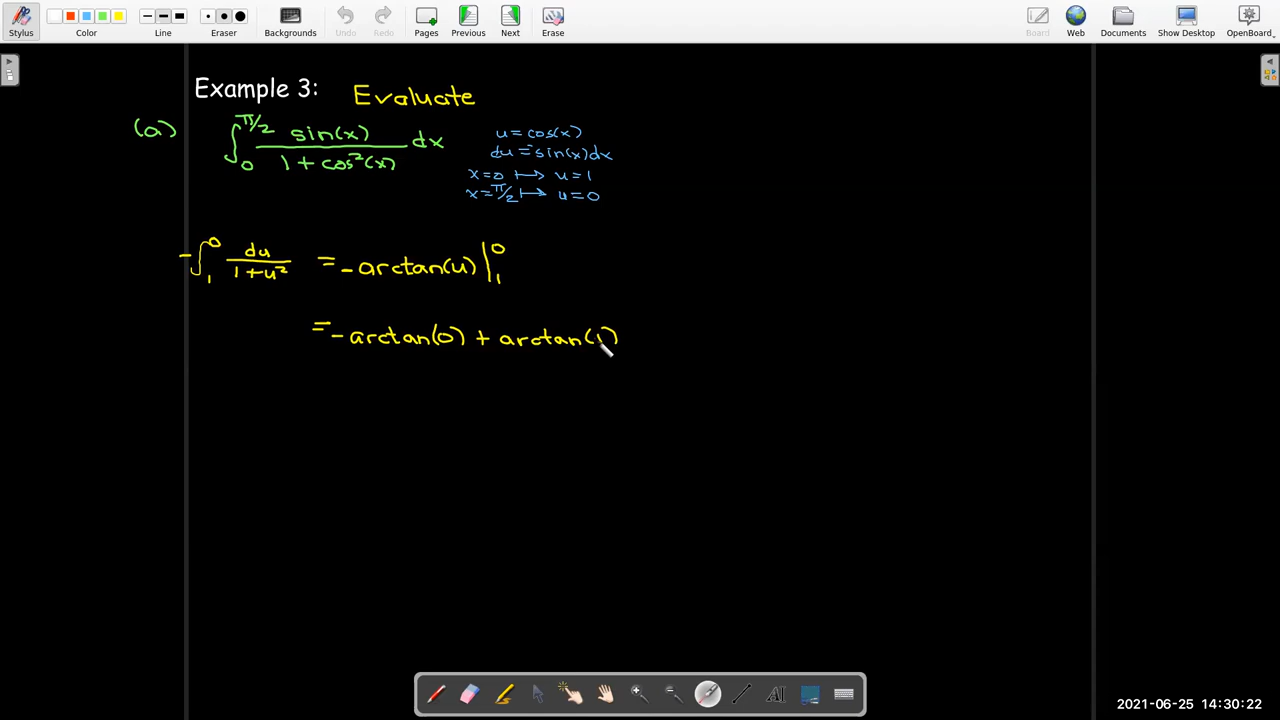 Stylus Color Line Eraser Backgrounds Undo Redo Pages Previous Next Erase Board Web Documents Show Desktop OpenBoard
Example 3: Evaluate
(a) ∫₀^{π/2} sin(x)/(1 + cos²(x)) dx
u = cos(x)
du = -sin(x)dx
x=0 ↦ u=1
x=π/2 ↦ u=0
-∫₁⁰ du/(1+u²) = -arctan(u)|₁⁰
= -arctan(0) + arctan(1)
2021-06-25 14:30:22